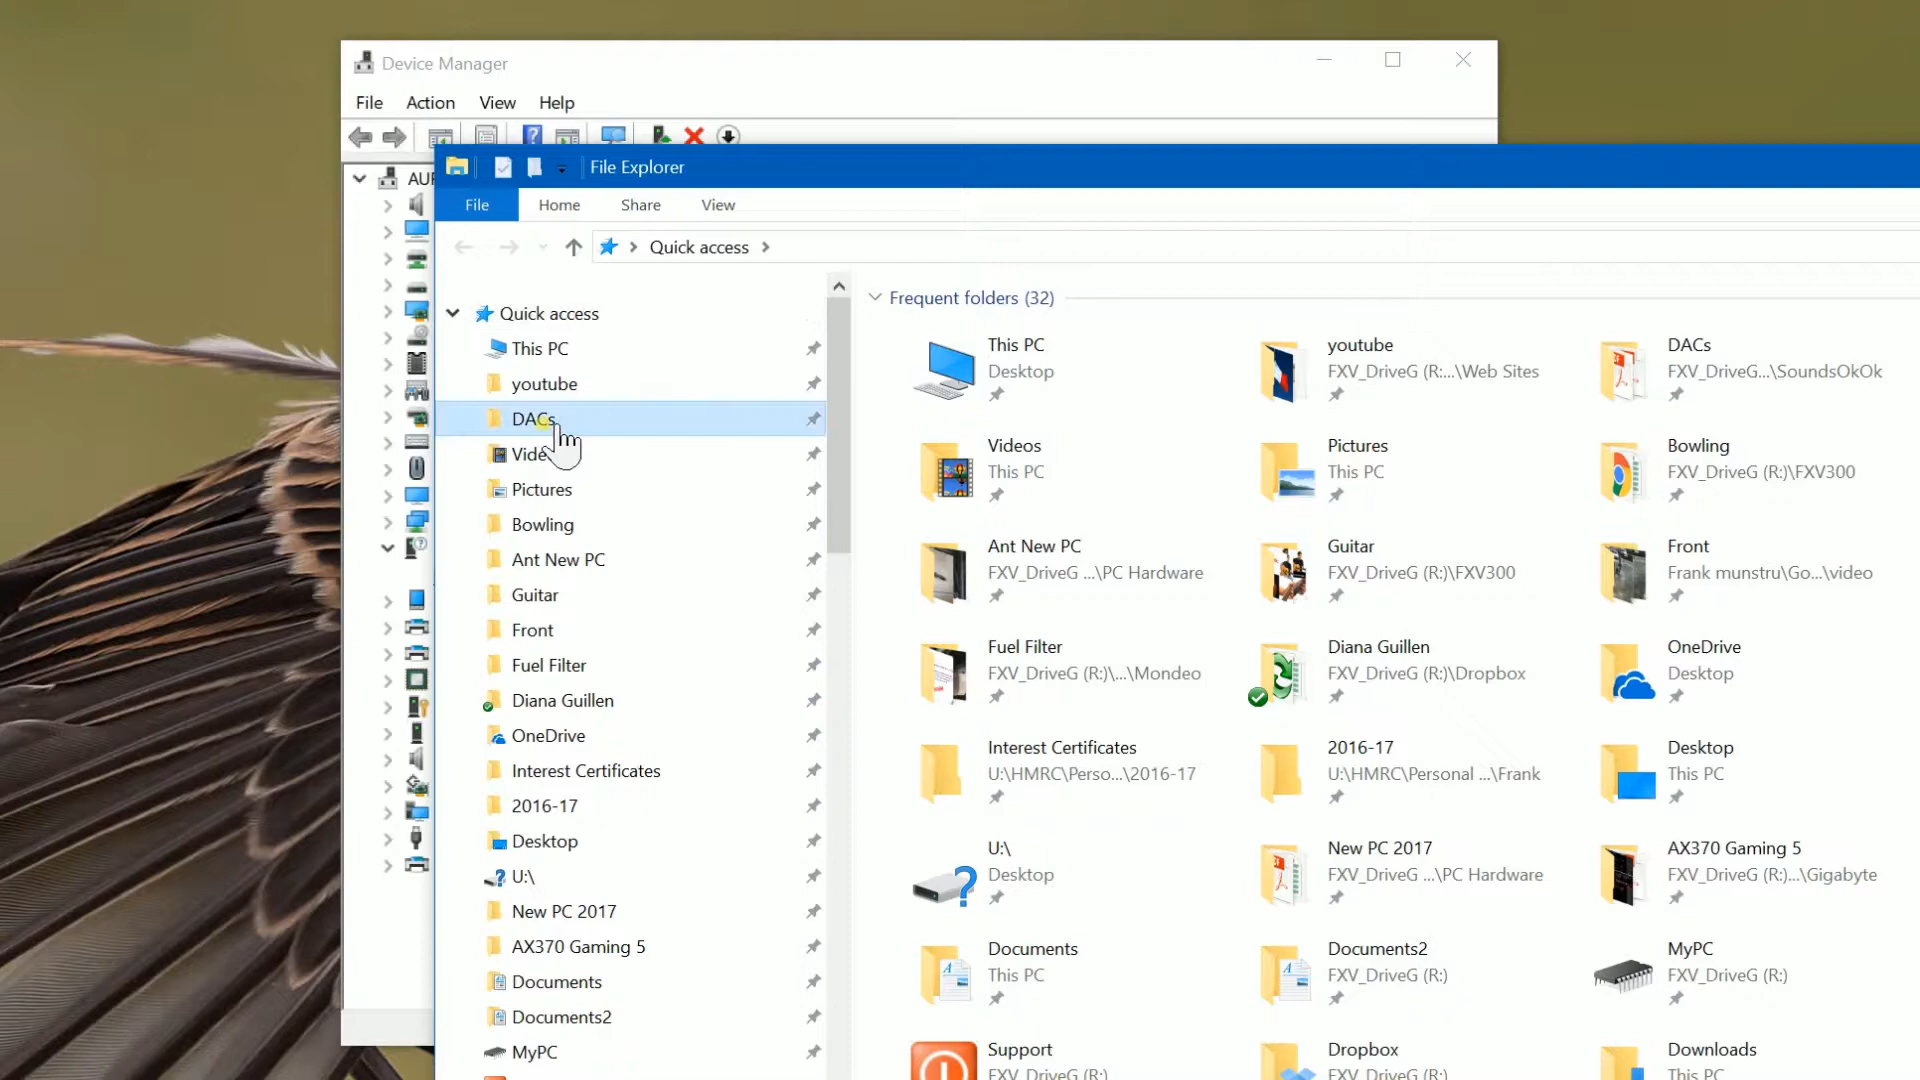 Device Manager
File Action View Help
AUR
File Explorer
File Home Share View
Quick access
Quick access
This PC
youtube
DACs
Pictures
Bowling
Ant New PC
Guitar
Front
Fuel Filter
Diana Guillen
OneDrive
Interest Certificates
2016-17
Desktop
U:\
New PC 2017
AX370 Gaming 5
Documents
Documents2
MyPC
Frequent folders (32)
This PC
Desktop
youtube
FXV_DriveG (R:...\Web Sites
DACs
FXV_DriveG...\SoundsOkOk
Videos
This PC
Pictures
This PC
Bowling
FXV_DriveG (R:)\FXV300
Ant New PC
FXV_DriveG ...\PC Hardware
Guitar
FXV_DriveG (R:)\FXV300
Front
Frank munstru\Go...\video
Fuel Filter
FXV_DriveG (R:)\...\Mondeo
Diana Guillen
FXV_DriveG (R:)\Dropbox
OneDrive
Desktop
Interest Certificates
U:\HMRC\Perso...\2016-17
2016-17
U:\HMRC\Personal ...\Frank
Desktop
This PC
U:\
Desktop
New PC 2017
FXV_DriveG ...\PC Hardware
AX370 Gaming 5
FXV_DriveG (R:)...\Gigabyte
Documents
This PC
Documents2
FXV_DriveG (R:)
MyPC
FXV_DriveG (R:)
Support
FXV_DriveG (R:)
Dropbox
FXV_DriveG (R:)
Downloads
This PC